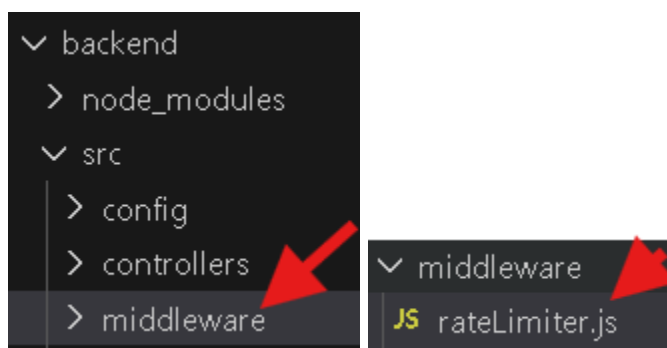 backend
node_modules
src
config
controllers
middleware
middleware
JS rateLimiter.js